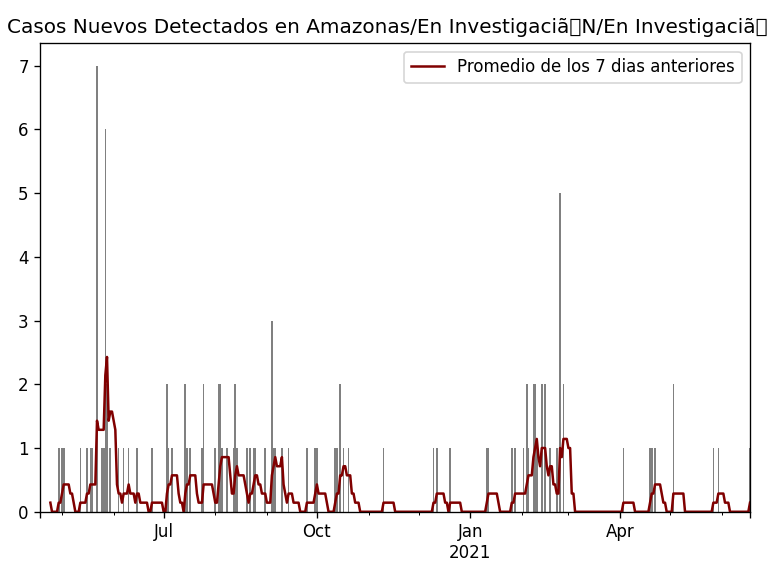 Casos Nuevos Detectados en Amazonas/En Investigaciã▯N/En Investigaciã▯
Promedio de los 7 dias anteriores
7
6
5
4
3
2
1
0
Jul
Oct
Jan
2021
Apr